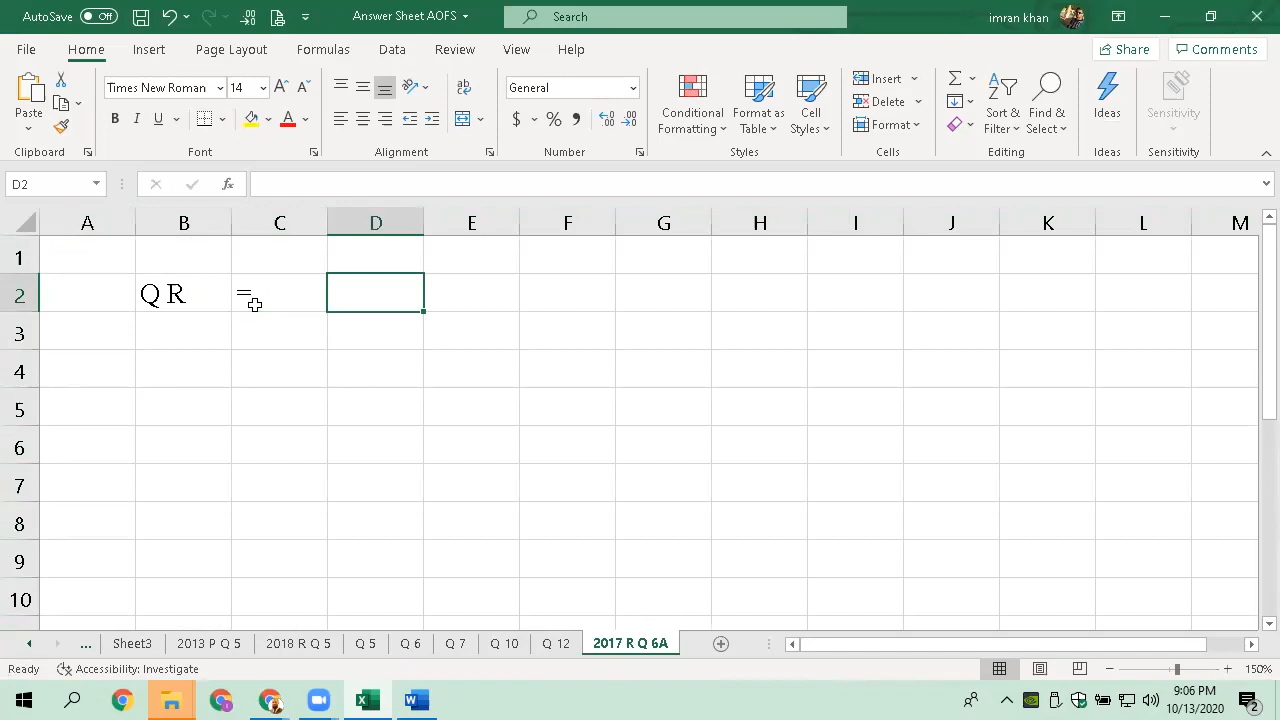 AutoSave Off Answer Sheet AOFS Search imran khan
File Home Insert Page Layout Formulas Data Review View Help Share Comments
Paste Times New Roman 14 General Conditional Formatting Format as Table Cell Styles Insert Delete Format Sort & Filter Find & Select Ideas Sensitivity
Clipboard Font Alignment Number Styles Cells Editing Ideas Sensitivity
D2 fx
A B C D E F G H I J K L M
1
2 Q R =
3
4
5
6
7
8
9
10
... Sheet3 2013 P Q 5 2018 R Q 5 Q 5 Q 6 Q 7 Q 10 Q 12 2017 R Q 6A
Ready Accessibility: Investigate 150%
9:06 PM
10/13/2020 2